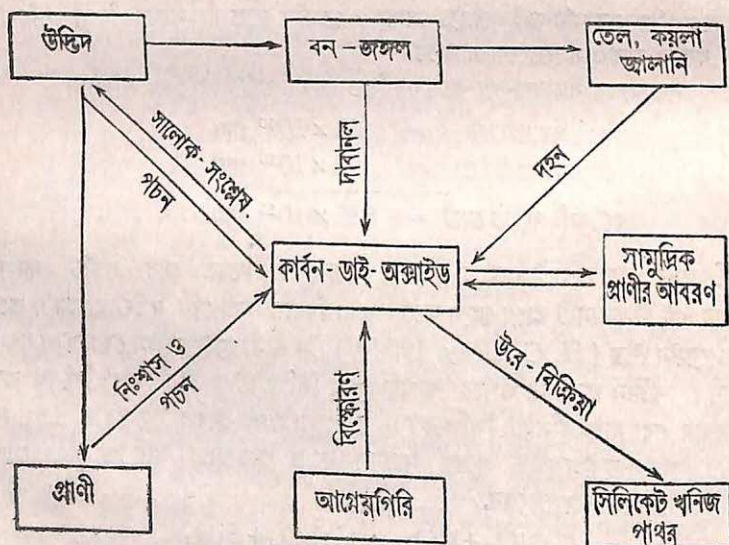 উদ্ভিদ
বন - জঙ্গল
তেল, কয়লা
জ্বালানি
সালোক - সংশ্লেষ.
পচন
দাবানল
দহন
কার্বন - ডাই - অক্সাইড
সামুদ্রিক
প্রাণীর আবরণ
নিঃশ্বাস ও
পচন
বিস্ফোরণ
উরে - বিক্রিয়া
প্রাণী
আগ্নেয়গিরি
সিলিকেট খনিজ
পাথর